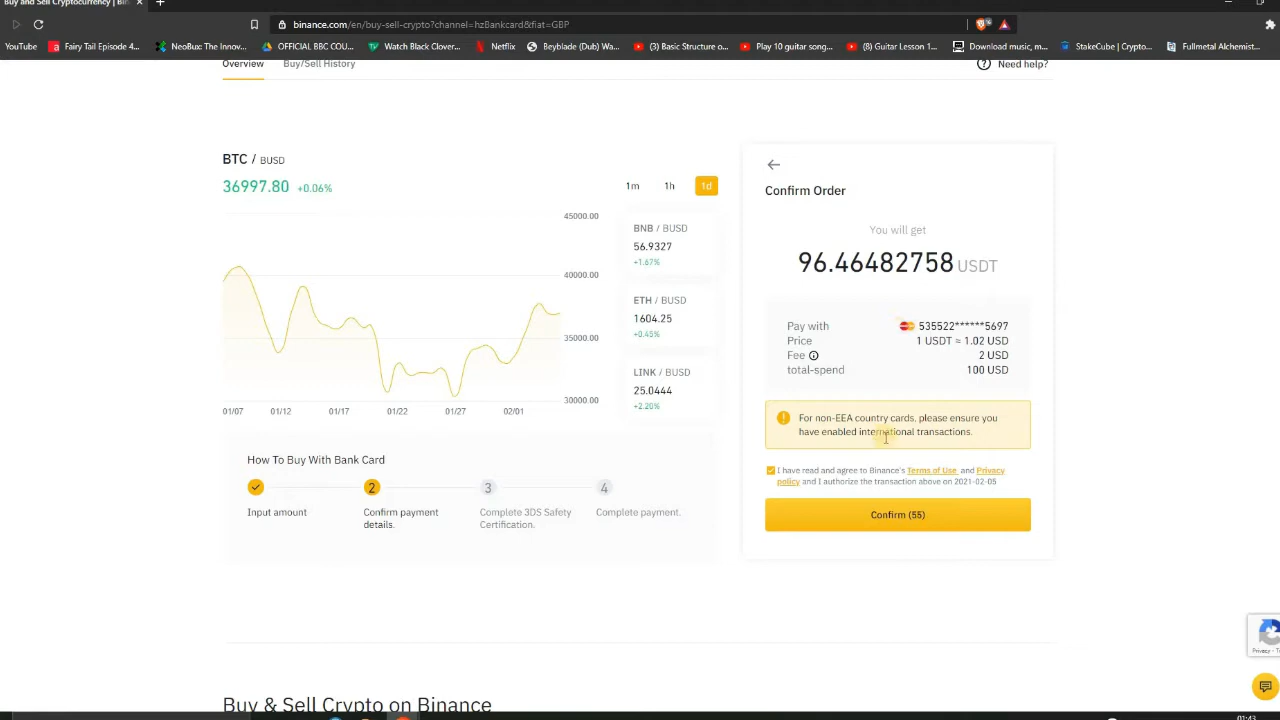 Buy and Sell Cryptocurrency | Bin
binance.com/en/buy-sell-crypto?channel=hzBankcard&fiat=GBP
YouTube Fairy Tail Episode 4... NeoBux: The Innov... OFFICIAL BBC COU... Watch Black Clover... Netflix Beyblade (Dub) Wa... (3) Basic Structure o... Play 10 guitar song... (8) Guitar Lesson 1... Download music, m... StakeCube | Crypto... Fullmetal Alchemist...
Overview Buy/Sell History Need help?
BTC / BUSD
36997.80 +0.06%
1m 1h 1d
45000.00
40000.00
35000.00
30000.00
01/07 01/12 01/17 01/22 01/27 02/01
BNB / BUSD
56.9327
+1.67%
ETH / BUSD
1604.25
+0.45%
LINK / BUSD
25.0444
+2.20%
How To Buy With Bank Card
2 3 4
Input amount Confirm payment details. Complete 3DS Safety Certification. Complete payment.
Confirm Order
You will get
96.46482758 USDT
Pay with 535522******5697
Price 1 USDT ≈ 1.02 USD
Fee 2 USD
total-spend 100 USD
For non-EEA country cards, please ensure you
have enabled international transactions.
I have read and agree to Binance's Terms of Use and Privacy
policy and I authorize the transaction above on 2021-02-05
Confirm (55)
Buy & Sell Crypto on Binance
Privacy - T
01:43